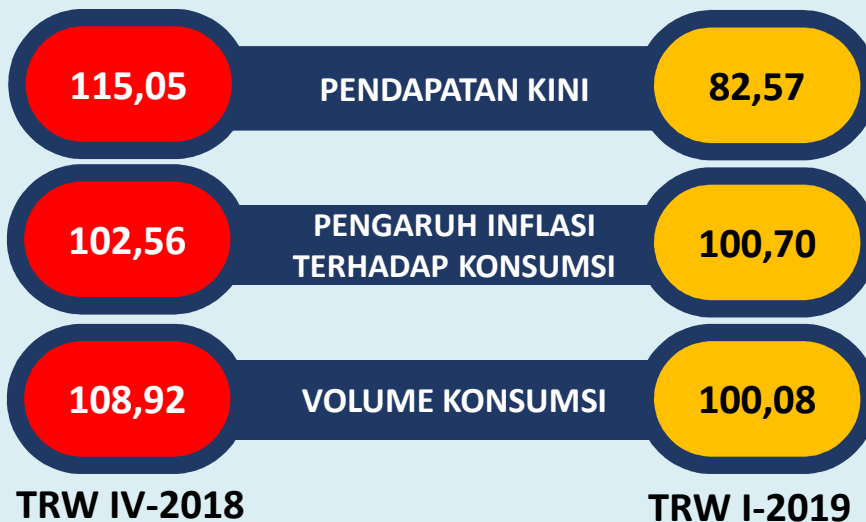 115,05 PENDAPATAN KINI 82,57
102,56 PENGARUH INFLASI TERHADAP KONSUMSI 100,70
108,92 VOLUME KONSUMSI 100,08
TRW IV-2018 TRW I-2019